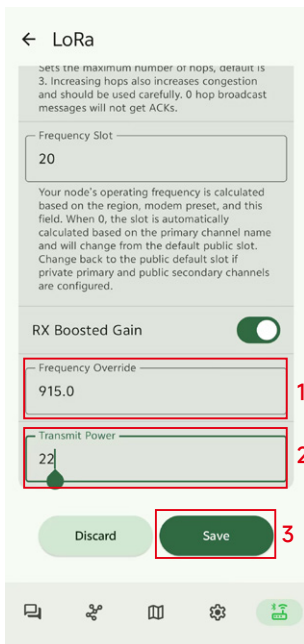 ← LoRa
Sets the maximum number of hops, default is
3. Increasing hops also increases congestion
and should be used carefully. 0 hop broadcast
messages will not get ACKs.
Frequency Slot
20
Your node's operating frequency is calculated
based on the region, modem preset, and this
field. When 0, the slot is automatically
calculated based on the primary channel name
and will change from the default public slot.
Change back to the public default slot if
private primary and public secondary channels
are configured.
RX Boosted Gain
Frequency Override
915.0
1
Transmit Power
22
2
Discard
Save
3